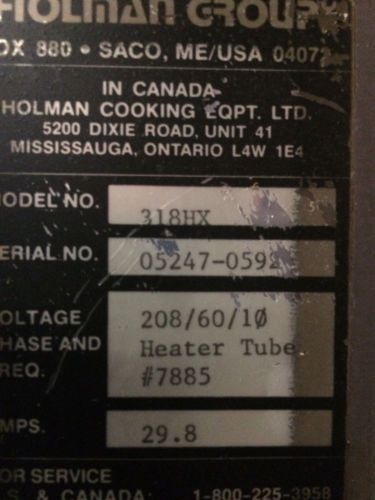 HOLMAN GROUP
OX 880 • SACO, ME/USA 04072
IN CANADA
HOLMAN COOKING EQPT. LTD.
5200 DIXIE ROAD, UNIT 41
MISSISSAUGA, ONTARIO L4W 1E4
MODEL NO. 318HX
ERIAL NO. 05247-0592
OLTAGE 208/60/1Ø
HASE AND Heater Tube
REQ. #7885
MPS. 29.8
OR SERVICE
S & CANADA: 1-800-225-3958